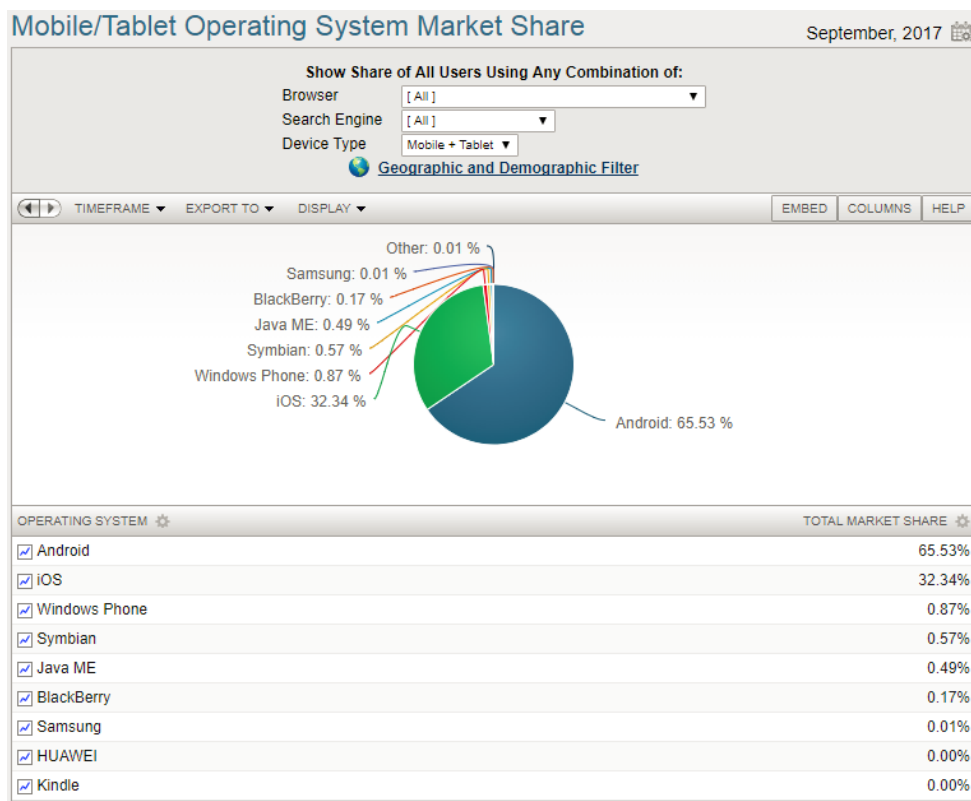 Mobile/Tablet Operating System Market Share
September, 2017
Show Share of All Users Using Any Combination of:
Browser [ All ]
Search Engine [ All ]
Device Type Mobile + Tablet
Geographic and Demographic Filter
TIMEFRAME EXPORT TO DISPLAY EMBED COLUMNS HELP
Other: 0.01 %
Samsung: 0.01 %
BlackBerry: 0.17 %
Java ME: 0.49 %
Symbian: 0.57 %
Windows Phone: 0.87 %
iOS: 32.34 %
Android: 65.53 %
OPERATING SYSTEM TOTAL MARKET SHARE
Android 65.53%
iOS 32.34%
Windows Phone 0.87%
Symbian 0.57%
Java ME 0.49%
BlackBerry 0.17%
Samsung 0.01%
HUAWEI 0.00%
Kindle 0.00%